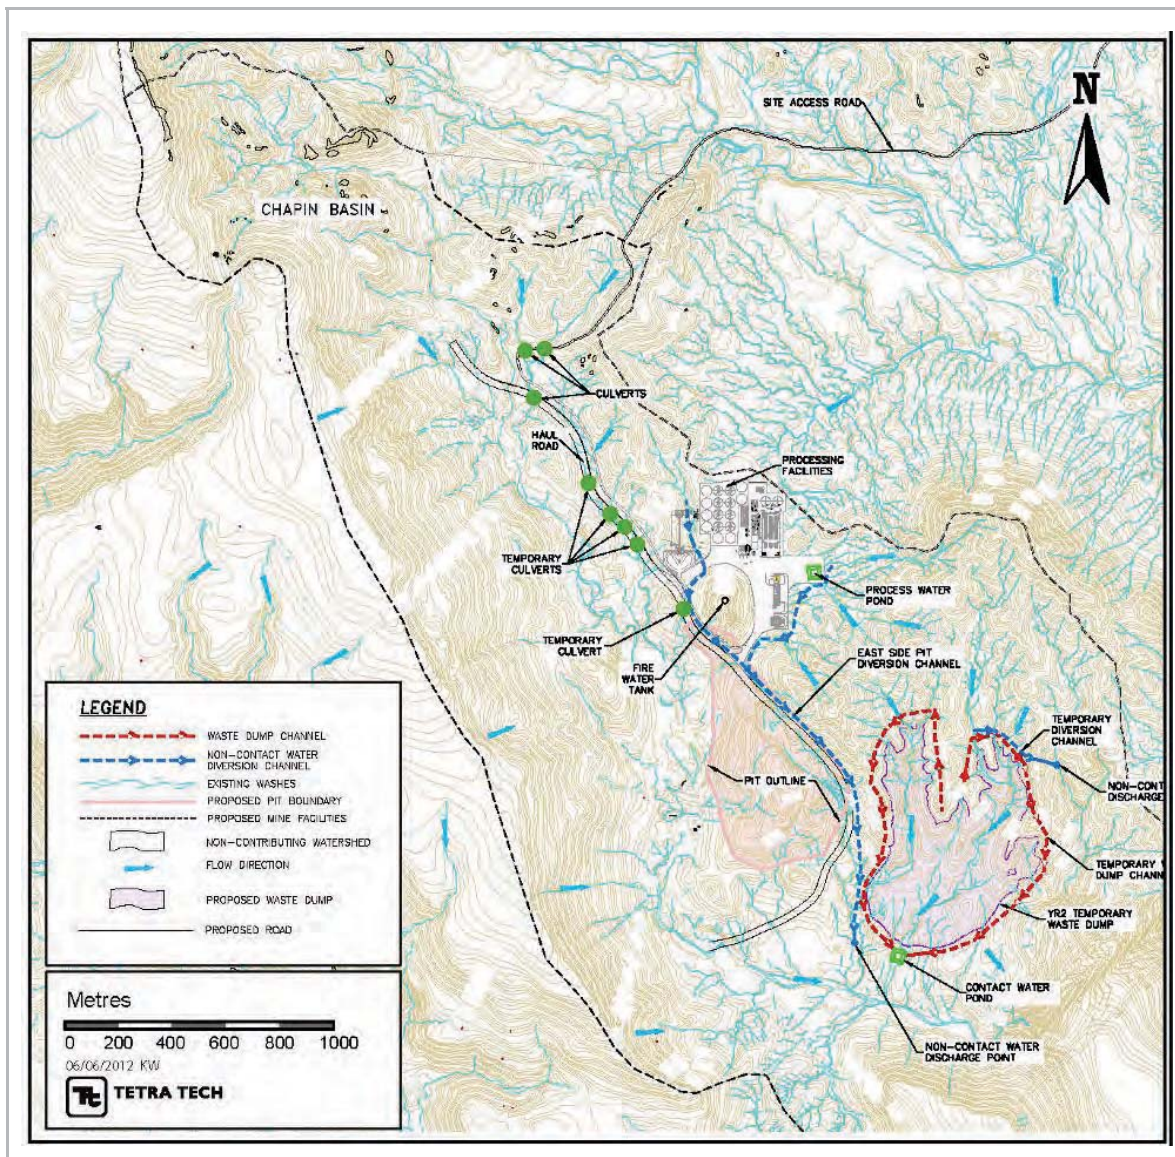 SITE ACCESS ROAD
N
CHAPIN BASIN
CULVERTS
HAUL
ROAD
PROCESSING
FACILITIES
TEMPORARY
CULVERTS
PROCESS WATER
POND
TEMPORARY
CULVERT
FIRE
WATER
TANK
EAST SIDE PIT
DIVERSION CHANNEL
TEMPORARY
DIVERSION
CHANNEL
NON-CONT
DISCHARGE
PIT OUTLINE
TEMPORARY
DUMP CHANN
YR2 TEMPORARY
WASTE DUMP
CONTACT WATER
POND
NON-CONTACT WATER
DISCHARGE POINT
LEGEND
WASTE DUMP CHANNEL
NON-CONTACT WATER
DIVERSION CHANNEL
EXISTING WASHES
PROPOSED PIT BOUNDARY
PROPOSED MINE FACILITIES
NON-CONTRIBUTING WATERSHED
FLOW DIRECTION
PROPOSED WASTE DUMP
PROPOSED ROAD
Metres
0 200 400 600 800 1000
06/06/2012 KW
Tt TETRA TECH